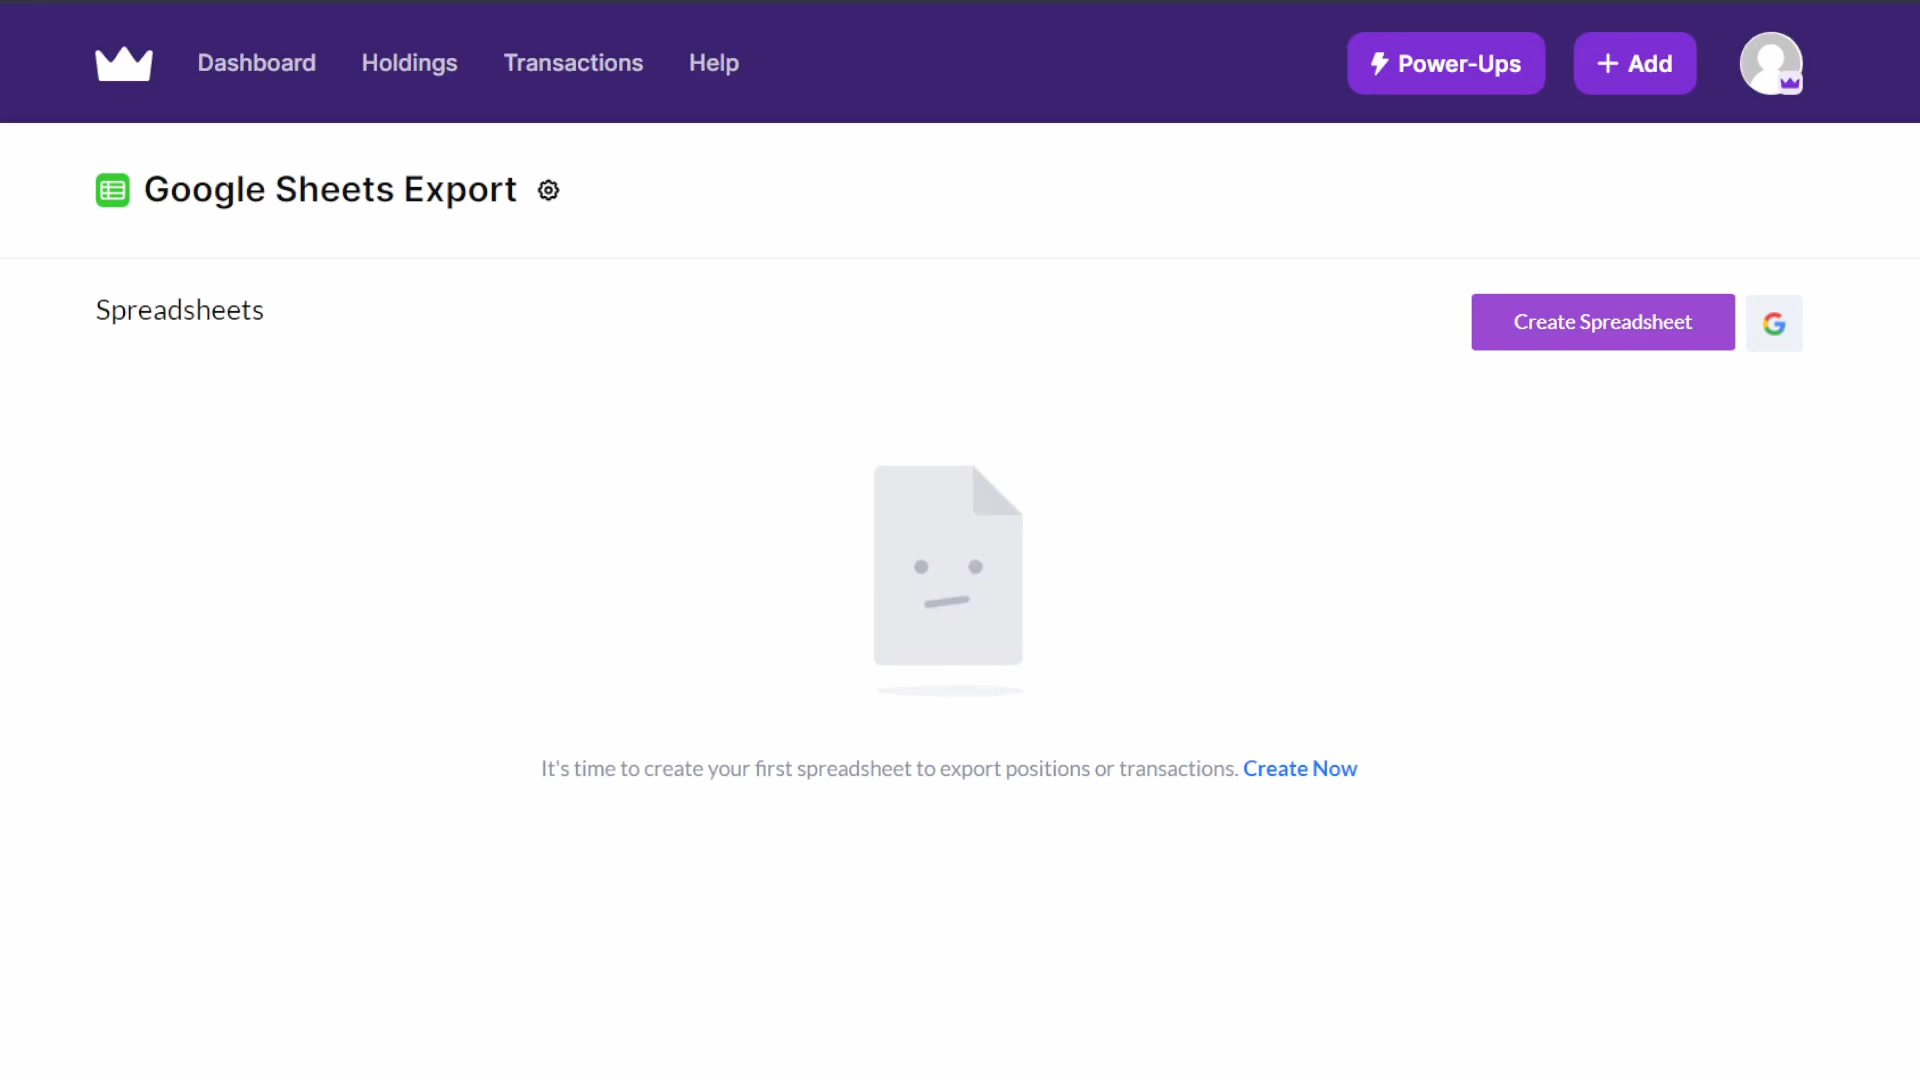 Dashboard
Holdings
Transactions
Help
Power-Ups
+ Add
Google Sheets Export
Spreadsheets
Create Spreadsheet
It's time to create your first spreadsheet to export positions or transactions. Create Now